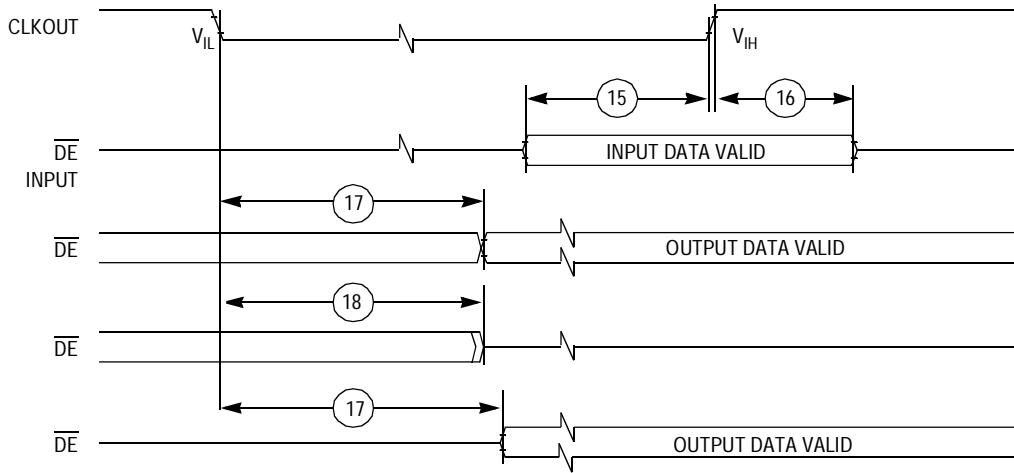 CLKOUT
V_IL
V_IH
15
16
DE
INPUT
INPUT DATA VALID
17
DE
OUTPUT DATA VALID
18
DE
17
DE
OUTPUT DATA VALID